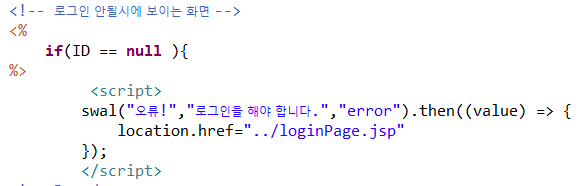 <!-- 로그인 안될시에 보이는 화면 -->
<%
if(ID == null ){
%>
<script>
swal("오류!","로그인을 해야 합니다.","error").then((value) => {
location.href="../loginPage.jsp"
});
</script>